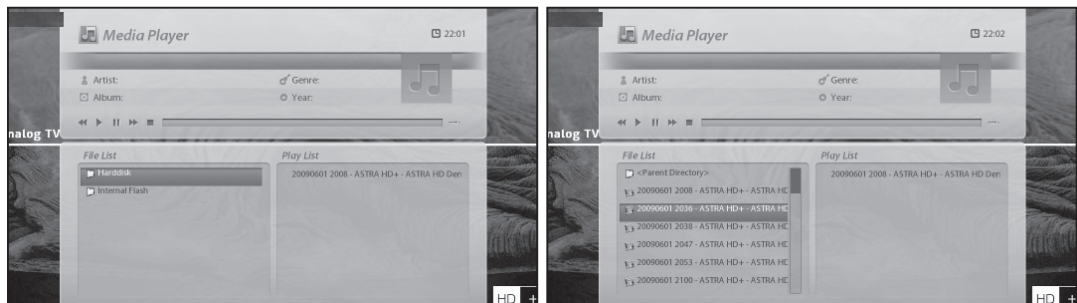 Media Player
22:01
Artist:
Genre:
Album:
Year:
nalog TV
File List
Play List
Harddisk
Internal Flash
20090601 2008 - ASTRA HD+ - ASTRA HD Den
HD +
Media Player
22:02
Artist:
Genre:
Album:
Year:
nalog TV
File List
Play List
<Parent Directory>
20090601 2008 - ASTRA HD+ - ASTRA HD
20090601 2036 - ASTRA HD+ - ASTRA HD
20090601 2038 - ASTRA HD+ - ASTRA HD
20090601 2047 - ASTRA HD+ - ASTRA HD
20090601 2053 - ASTRA HD+ - ASTRA HD
20090601 2100 - ASTRA HD+ - ASTRA HD
20090601 2008 - ASTRA HD+ - ASTRA HD Den
HD +